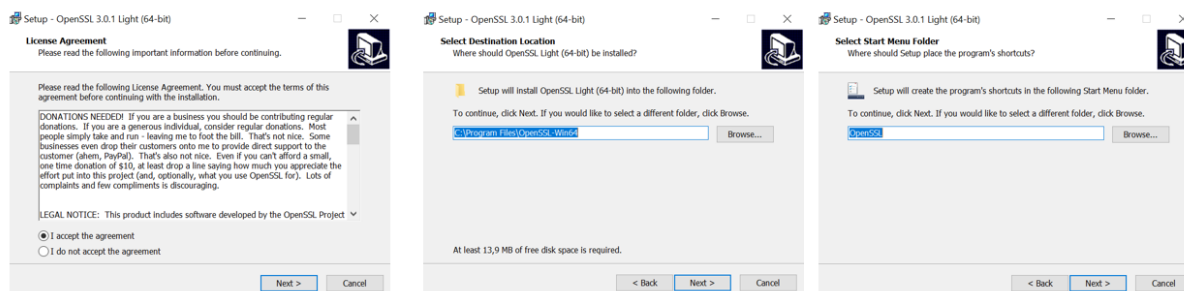 Setup - OpenSSL 3.0.1 Light (64-bit)
License Agreement
Please read the following important information before continuing.
Please read the following License Agreement. You must accept the terms of this
agreement before continuing with the installation.
DONATIONS NEEDED! If you are a business you should be contributing regular
donations. If you are a generous individual, consider regular donations. Most
people simply take and run - leaving me to foot the bill. That's not nice. Some
businesses even drop their customers onto me to provide direct support to the
customer (ahem, PayPal). That's also not nice. Even if you can't afford a small,
one time donation of $10, at least drop a line saying how much you appreciate the
effort put into this project (and, optionally, what you use OpenSSL for). Lots of
complaints and few compliments is discouraging.
LEGAL NOTICE: This product includes software developed by the OpenSSL Project
I accept the agreement
I do not accept the agreement
Next >
Cancel
Setup - OpenSSL 3.0.1 Light (64-bit)
Select Destination Location
Where should OpenSSL Light (64-bit) be installed?
Setup will install OpenSSL Light (64-bit) into the following folder.
To continue, click Next. If you would like to select a different folder, click Browse.
C:\Program Files\OpenSSL-Win64
Browse...
At least 13,9 MB of free disk space is required.
< Back
Next >
Cancel
Setup - OpenSSL 3.0.1 Light (64-bit)
Select Start Menu Folder
Where should Setup place the program's shortcuts?
Setup will create the program's shortcuts in the following Start Menu folder.
To continue, click Next. If you would like to select a different folder, click Browse.
OpenSSL
Browse...
< Back
Next >
Cancel